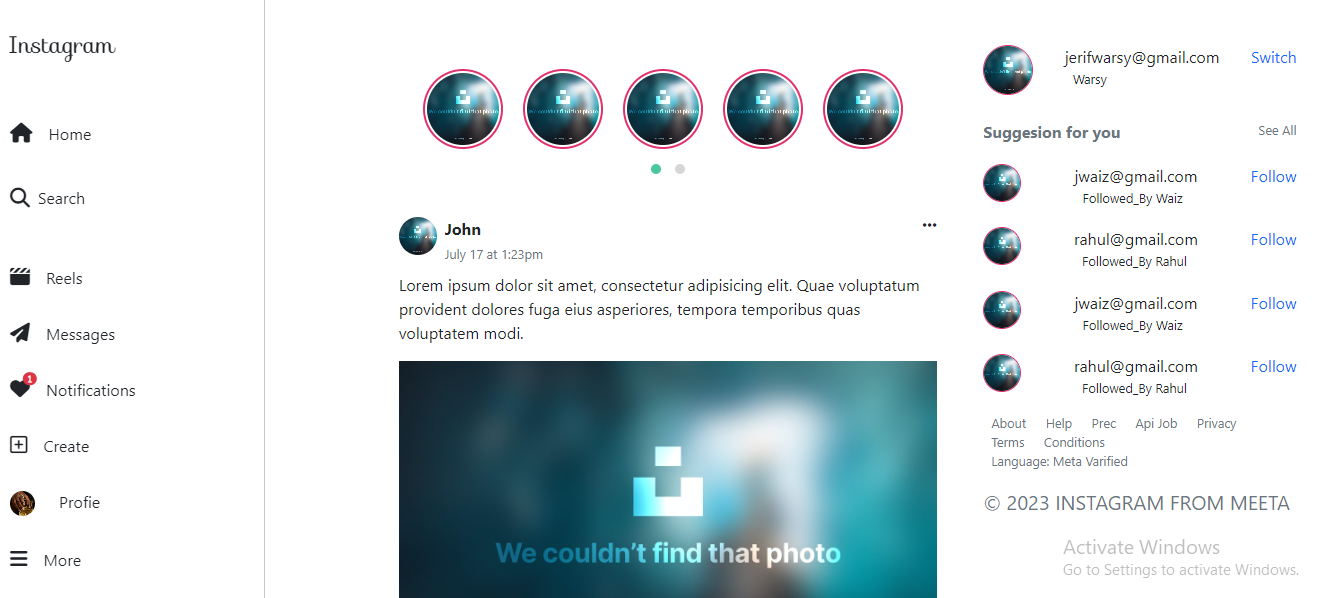 Instagram
Home
Search
Reels
Messages
1
Notifications
Create
Profie
More
John
July 17 at 1:23pm
Lorem ipsum dolor sit amet, consectetur adipisicing elit. Quae voluptatum
provident dolores fuga eius asperiores, tempora temporibus quas
voluptatem modi.
We couldn't find that photo
jerifwarsy@gmail.com Switch
Warsy
Suggesion for you See All
jwaiz@gmail.com Follow
Followed_By Waiz
rahul@gmail.com Follow
Followed_By Rahul
jwaiz@gmail.com Follow
Followed_By Waiz
rahul@gmail.com Follow
Followed_By Rahul
About Help Prec Api Job Privacy
Terms Conditions
Language: Meta Varified
© 2023 INSTAGRAM FROM MEETA
Activate Windows
Go to Settings to activate Windows.